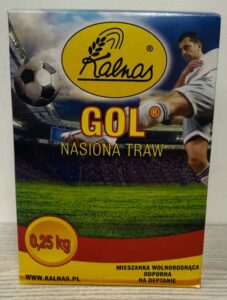 Kalnas ®
GOL ®
NASIONA TRAW
0,25 kg
MIESZANKA WOLNOROSNĄCA
ODPORNA
NA DEPTANIE
WWW.KALNAS.PL